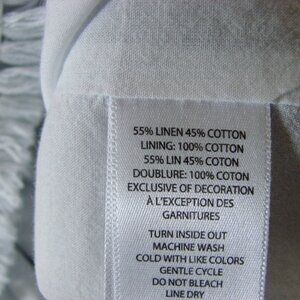 55% LINEN 45% COTTON
LINING: 100% COTTON
55% LIN 45% COTON
DOUBLURE: 100% COTON
EXCLUSIVE OF DECORATION
À L'EXCEPTION DES
GARNITURES
TURN INSIDE OUT
MACHINE WASH
COLD WITH LIKE COLORS
GENTLE CYCLE
DO NOT BLEACH
LINE DRY